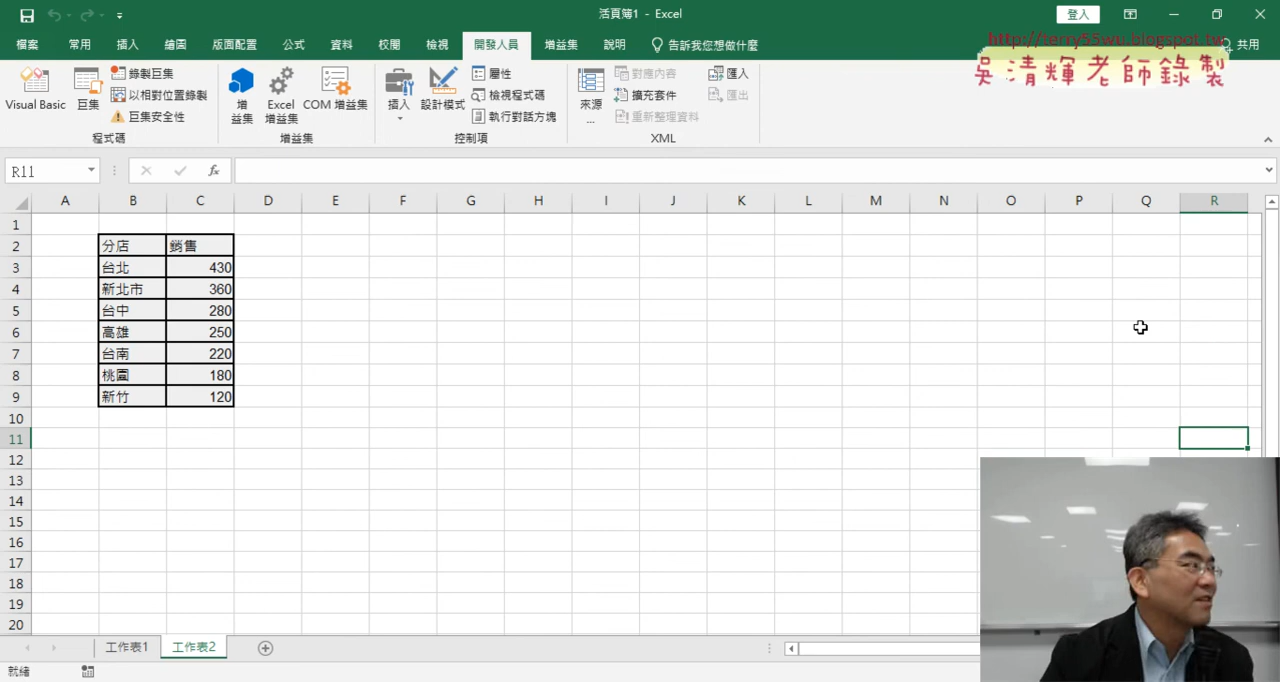 活頁簿1 - Excel
登入
檔案 常用 插入 繪圖 版面配置 公式 資料 校閱 檢視 開發人員 增益集 說明 告訴我您想做什麼 共用
http://terry55wu.blogspot.tw
吳清輝老師錄製
Visual Basic 巨集 錄製巨集 以相對位置錄製 巨集安全性
程式碼
增益集 Excel 增益集 COM 增益集
增益集
插入 設計模式 屬性 檢視程式碼 執行對話方塊
控制項
來源... 對應內容 擴充套件 重新整理資料 匯入 匯出
XML
R11 fx
A B C D E F G H I J K L M N O P Q R
1
2 分店 銷售
3 台北 430
4 新北市 360
5 台中 280
6 高雄 250
7 台南 220
8 桃園 180
9 新竹 120
10
11
12
13
14
15
16
17
18
19
20
工作表1 工作表2
就緒